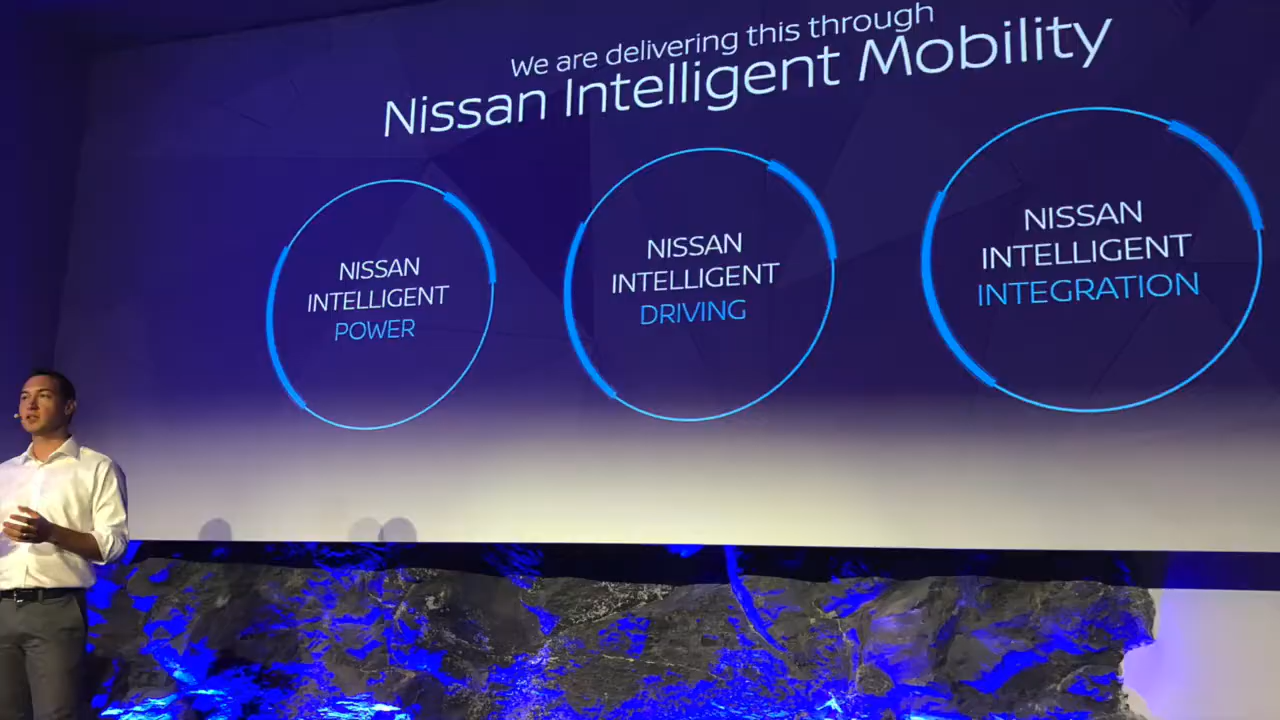 We are delivering this through
Nissan Intelligent Mobility
NISSAN
INTELLIGENT
POWER
NISSAN
INTELLIGENT
DRIVING
NISSAN
INTELLIGENT
INTEGRATION